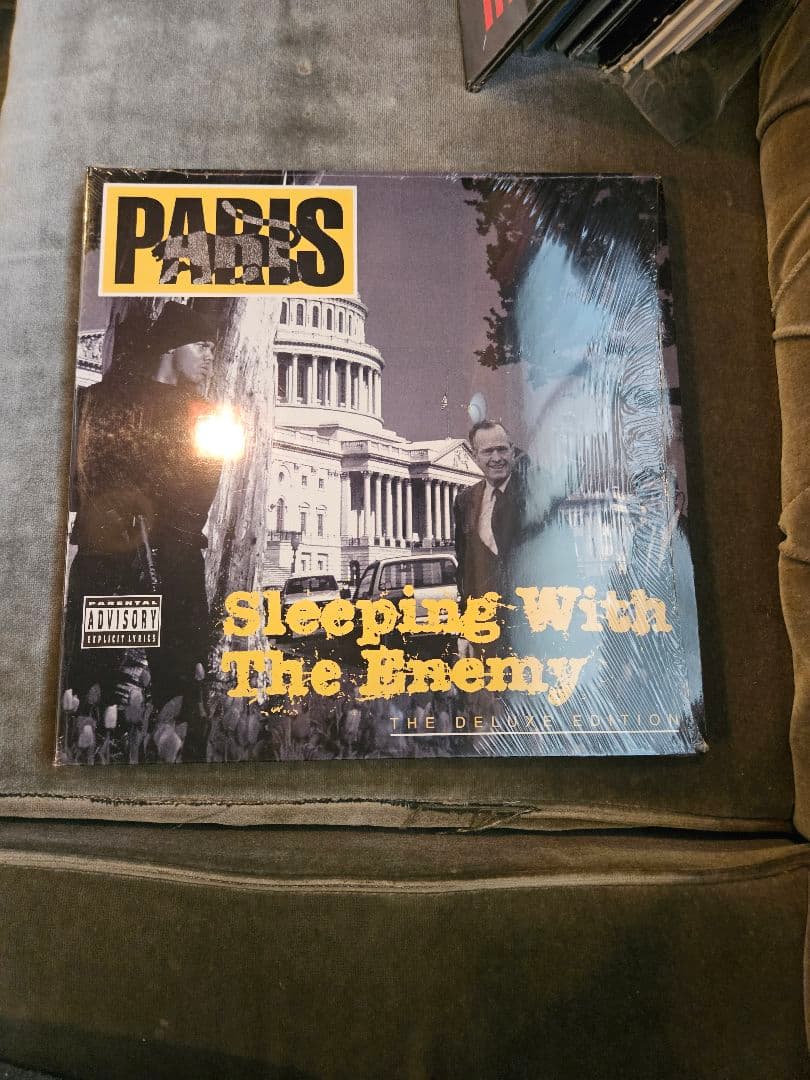 PARIS
PARENTAL
ADVISORY
EXPLICIT LYRICS
Sleeping With
The Enemy
THE DELUXE EDITION